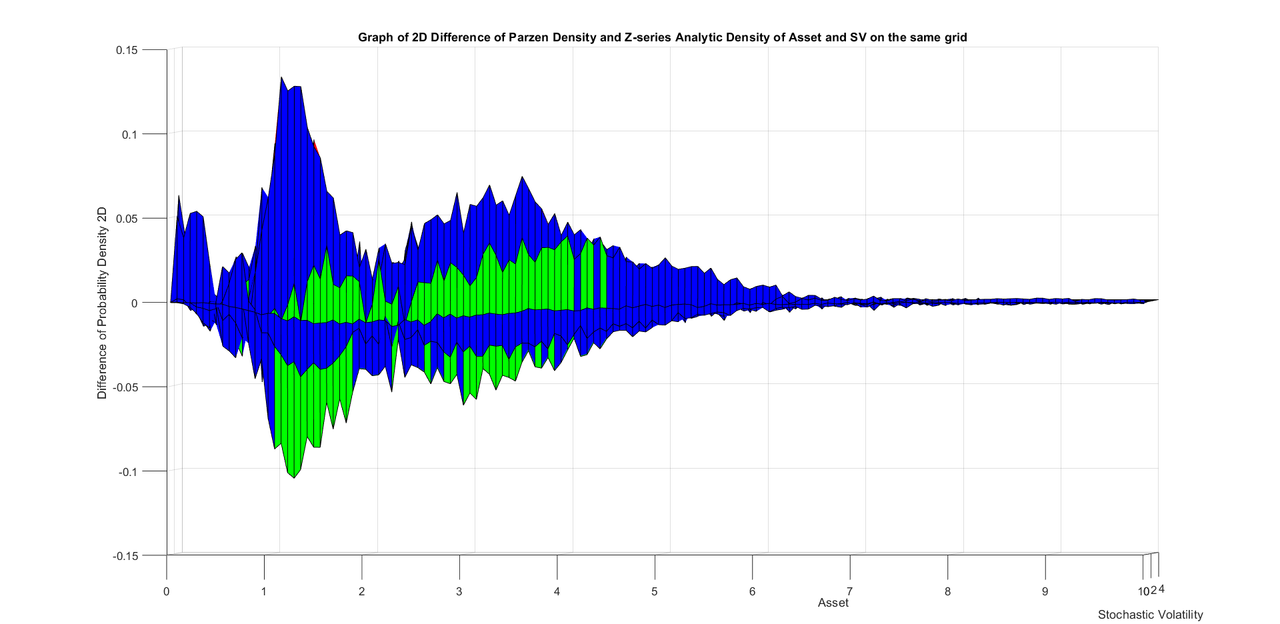 Graph of 2D Difference of Parzen Density and Z-series Analytic Density of Asset and SV on the same grid
0.15
0.1
0.05
0
-0.05
-0.1
-0.15
Difference of Probability Density 2D
0 1 2 3 4 5 6 7 8 9 10 2 4
Asset
Stochastic Volatility